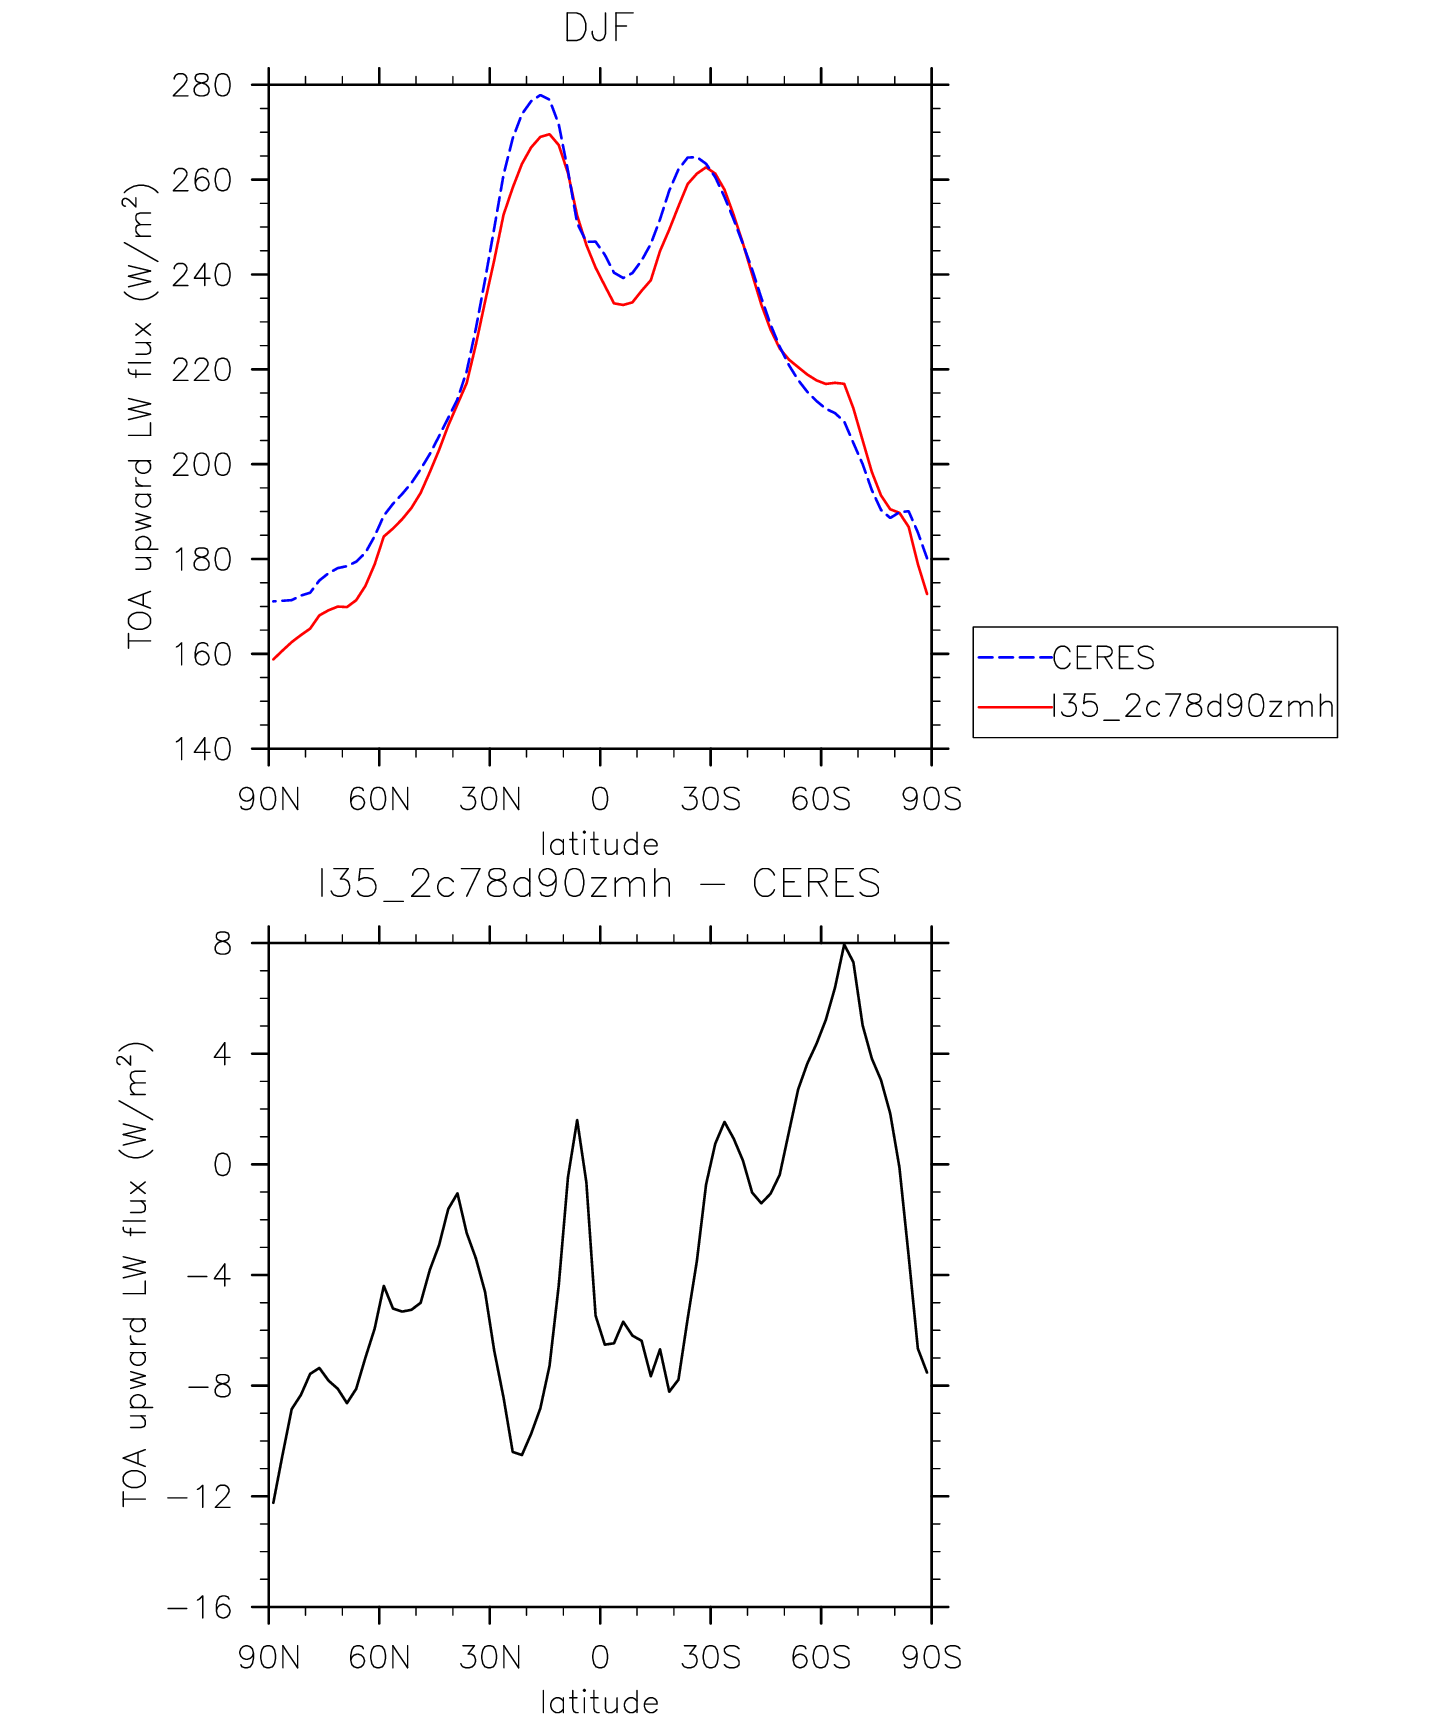 DJF
TOA upward LW flux (W/m²)
280
260
240
220
200
180
160
140
90N 60N 30N 0 30S 60S 90S
latitude
CERES
I35_2c78d90zmh
I35_2c78d90zmh – CERES
TOA upward LW flux (W/m²)
8
4
0
−4
−8
−12
−16
90N 60N 30N 0 30S 60S 90S
latitude